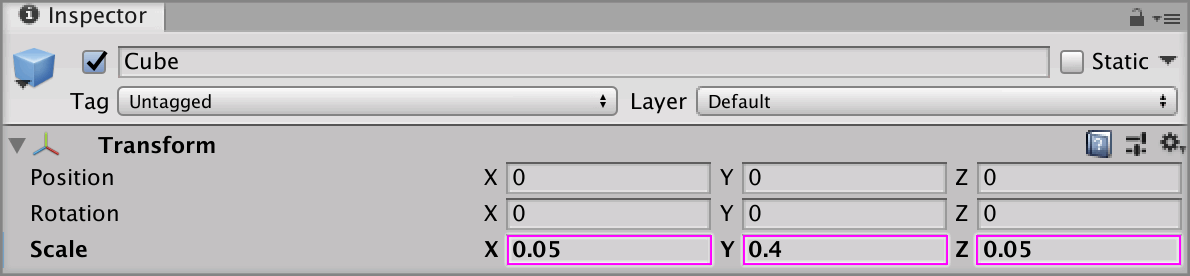 Inspector
Cube Static
Tag Untagged Layer Default
Transform
Position X 0 Y 0 Z 0
Rotation X 0 Y 0 Z 0
Scale X 0.05 Y 0.4 Z 0.05